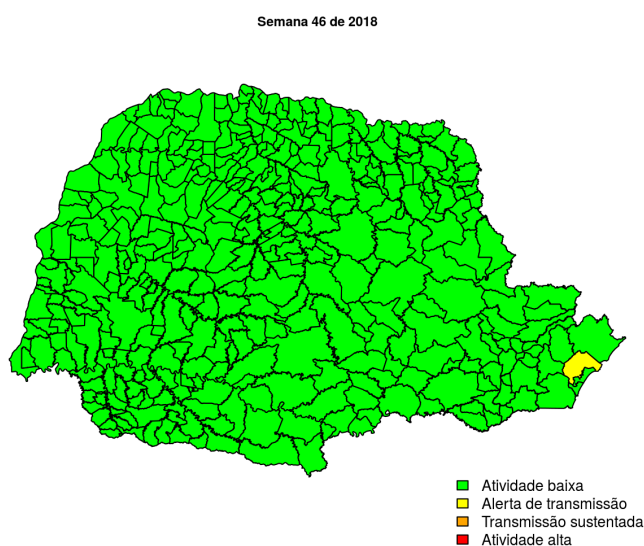 Semana 46 de 2018
Atividade baixa
Alerta de transmissão
Transmissão sustentada
Atividade alta